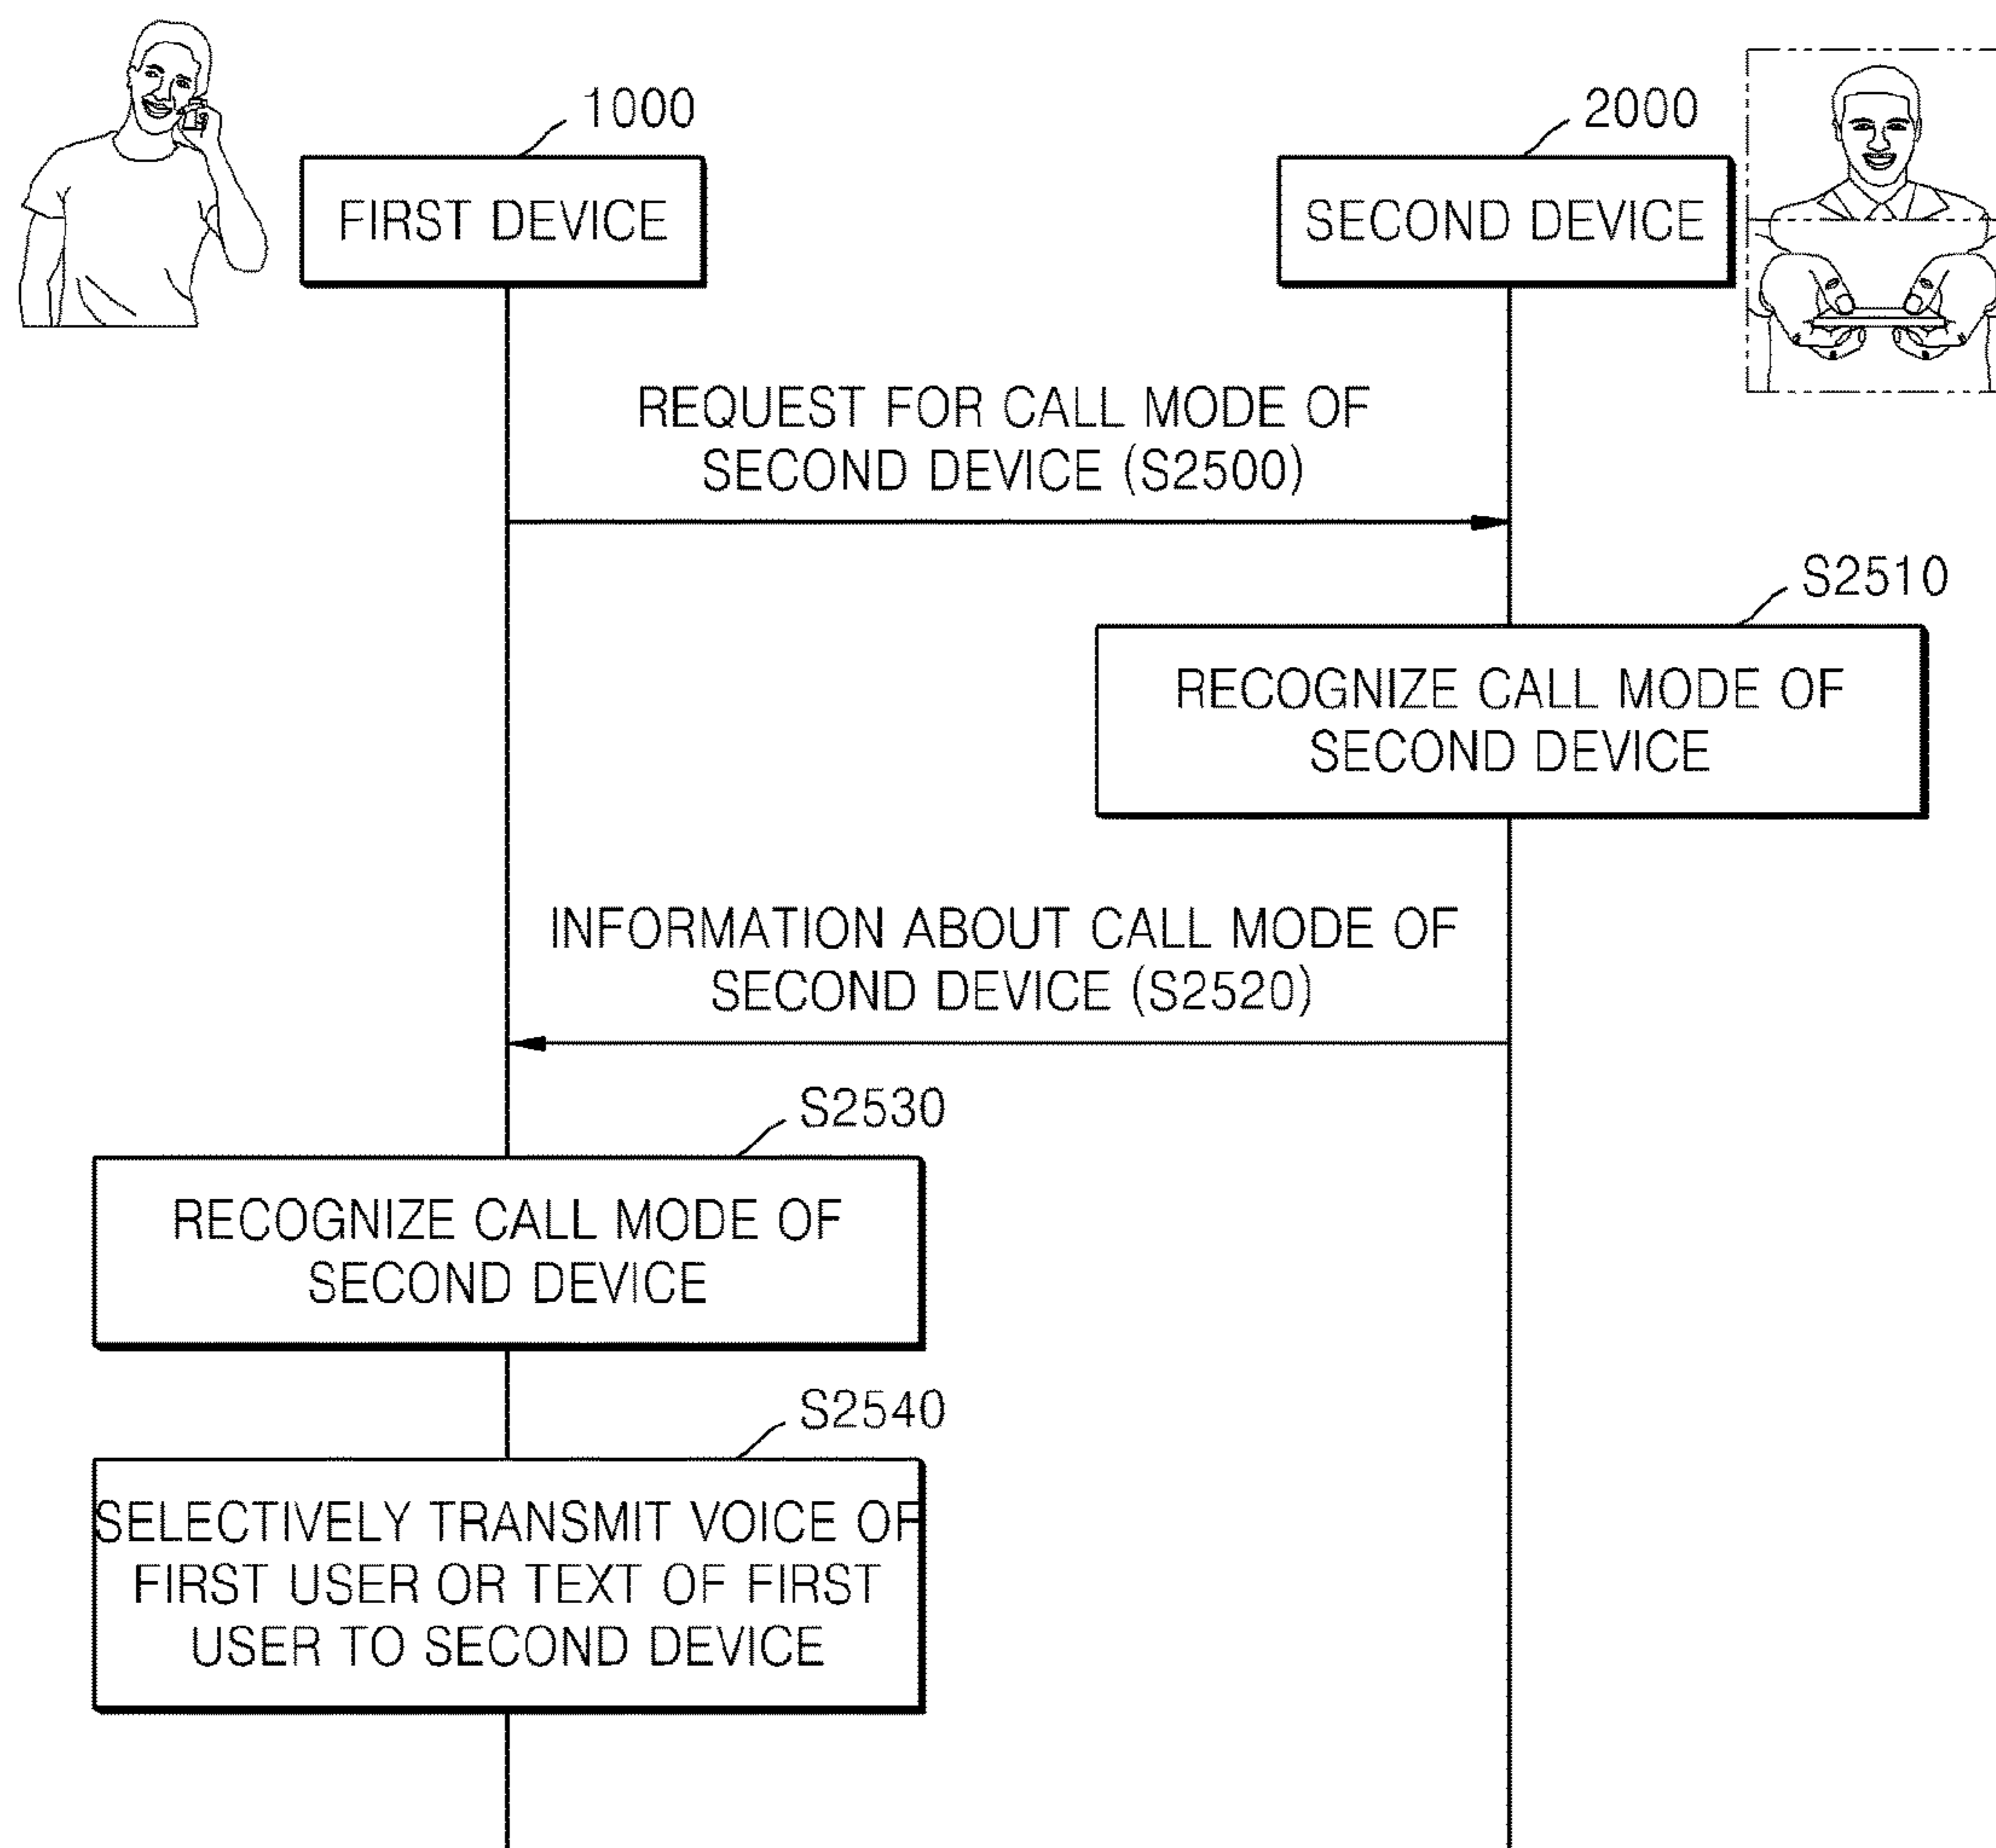 1000
2000
FIRST DEVICE
SECOND DEVICE
REQUEST FOR CALL MODE OF
SECOND DEVICE (S2500)
S2510
RECOGNIZE CALL MODE OF
SECOND DEVICE
INFORMATION ABOUT CALL MODE OF
SECOND DEVICE (S2520)
S2530
RECOGNIZE CALL MODE OF
SECOND DEVICE
S2540
SELECTIVELY TRANSMIT VOICE OF
FIRST USER OR TEXT OF FIRST
USER TO SECOND DEVICE